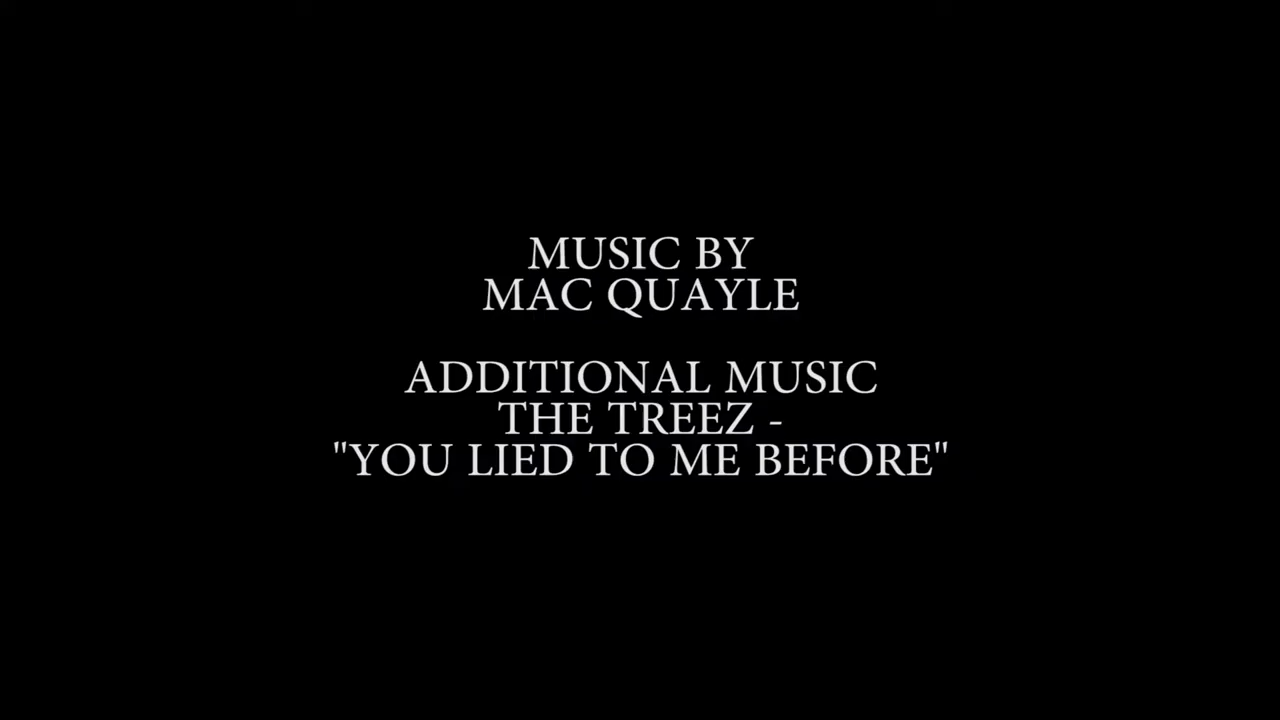 MUSIC BY
MAC QUAYLE
ADDITIONAL MUSIC
THE TREEZ -
"YOU LIED TO ME BEFORE"